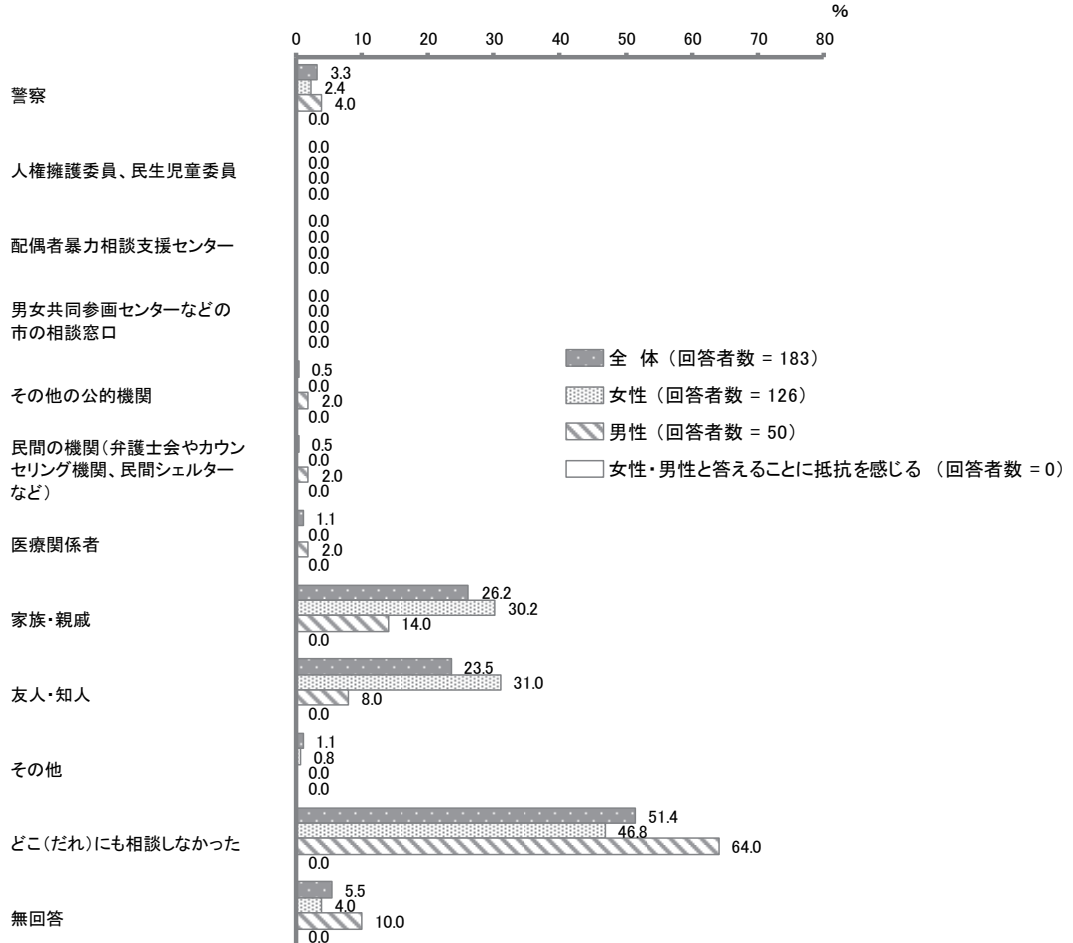 %
0 10 20 30 40 50 60 70 80
警察
3.3
2.4
4.0
0.0
人権擁護委員、民生児童委員
0.0
0.0
0.0
0.0
配偶者暴力相談支援センター
0.0
0.0
0.0
0.0
男女共同参画センターなどの
市の相談窓口
0.0
0.0
0.0
0.0
その他の公的機関
0.5
0.0
2.0
0.0
民間の機関(弁護士会やカウン
セリング機関、民間シェルター
など)
0.5
0.0
2.0
0.0
医療関係者
1.1
0.0
2.0
0.0
家族・親戚
26.2
30.2
14.0
0.0
友人・知人
23.5
31.0
8.0
0.0
その他
1.1
0.8
0.0
0.0
どこ(だれ)にも相談しなかった
51.4
46.8
64.0
0.0
無回答
5.5
4.0
10.0
0.0
全 体 (回答者数 = 183)
女性 (回答者数 = 126)
男性 (回答者数 = 50)
女性・男性と答えることに抵抗を感じる (回答者数 = 0)